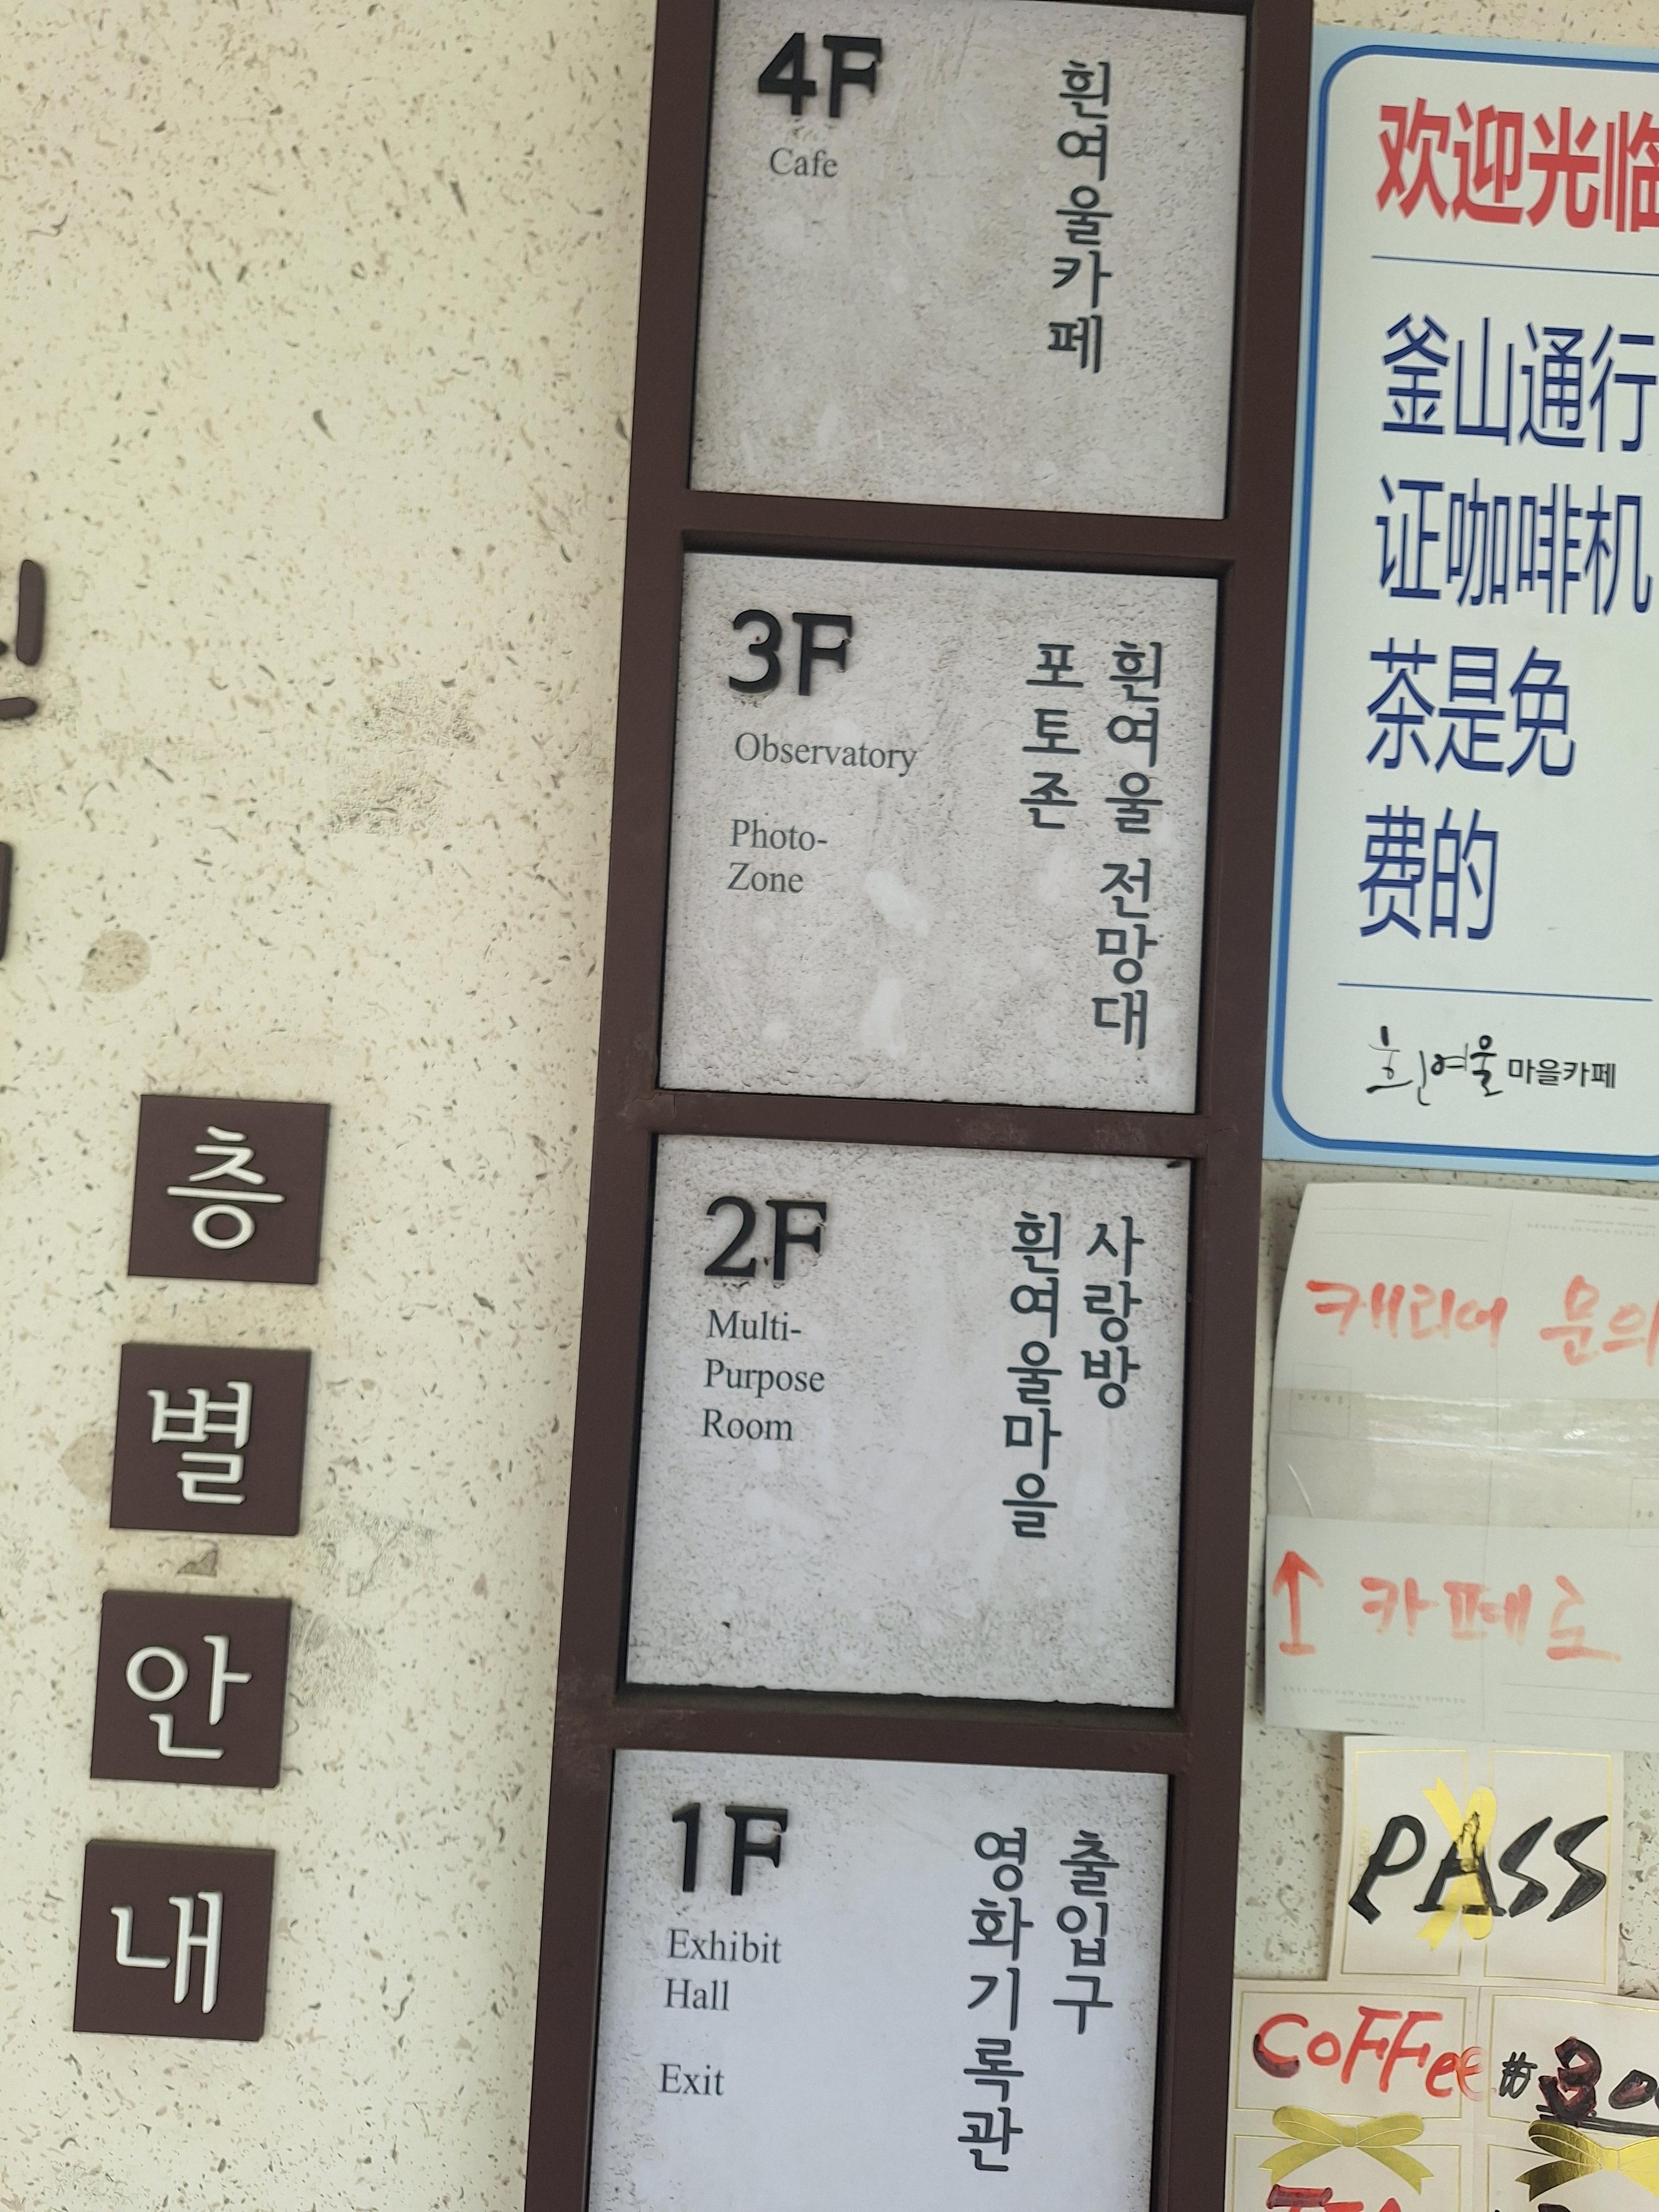 층
별
안
내
4F
Cafe
흰여울카페
3F
Observatory
Photo-
Zone
흰여울 전망대
포토존
2F
Multi-
Purpose
Room
흰여울마을
사랑방
1F
Exhibit
Hall
Exit
영화기록관
출입구
欢迎光临
釜山通行
证咖啡机
茶是免
费的
흰여울 마을카페
캐리어 문의
↑ 카페로
PASS
COFFee